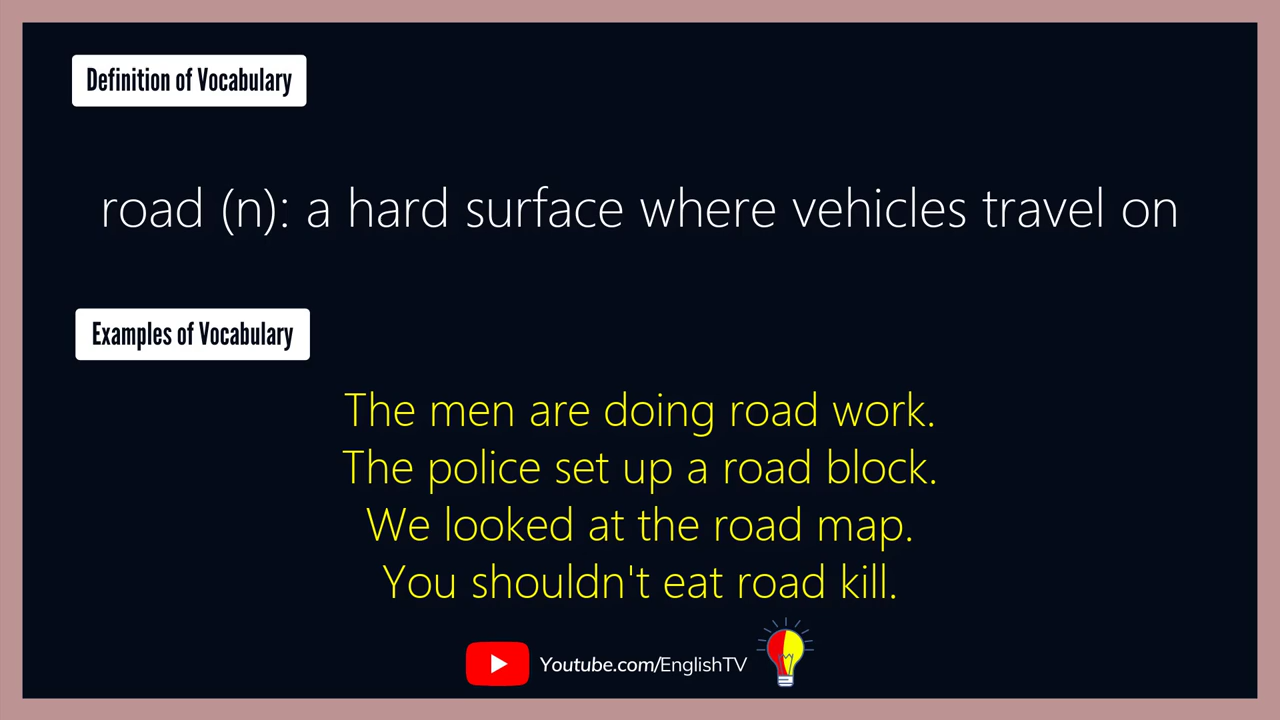 Definition of Vocabulary
road (n): a hard surface where vehicles travel on
Examples of Vocabulary
The men are doing road work.
The police set up a road block.
We looked at the road map.
You shouldn't eat road kill.
Youtube.com/EnglishTV